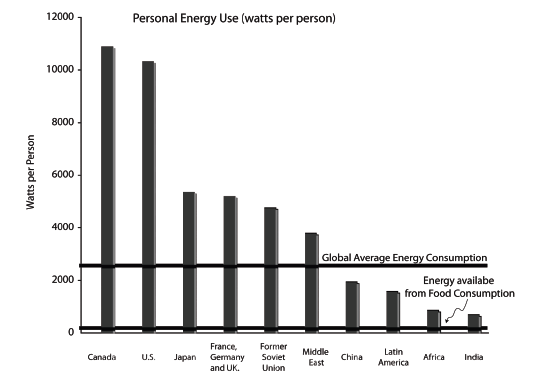 Personal Energy Use (watts per person)
12000
10000
8000
6000
4000
2000
0
Watts per Person
Global Average Energy Consumption
Energy availabe
from Food Consumption
Canada
U.S.
Japan
France,
Germany
and UK.
Former
Soviet
Union
Middle
East
China
Latin
America
Africa
India